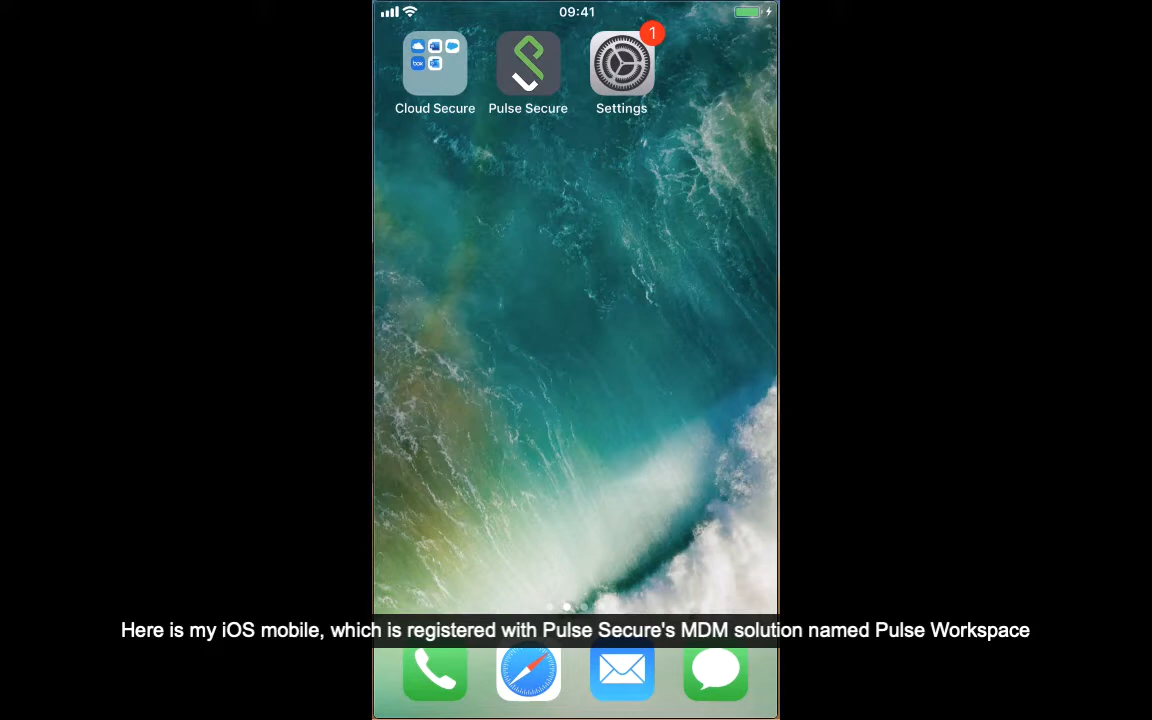 09:41
1
box
Cloud Secure
Pulse Secure
Settings
Here is my iOS mobile, which is registered with Pulse Secure's MDM solution named Pulse Workspace